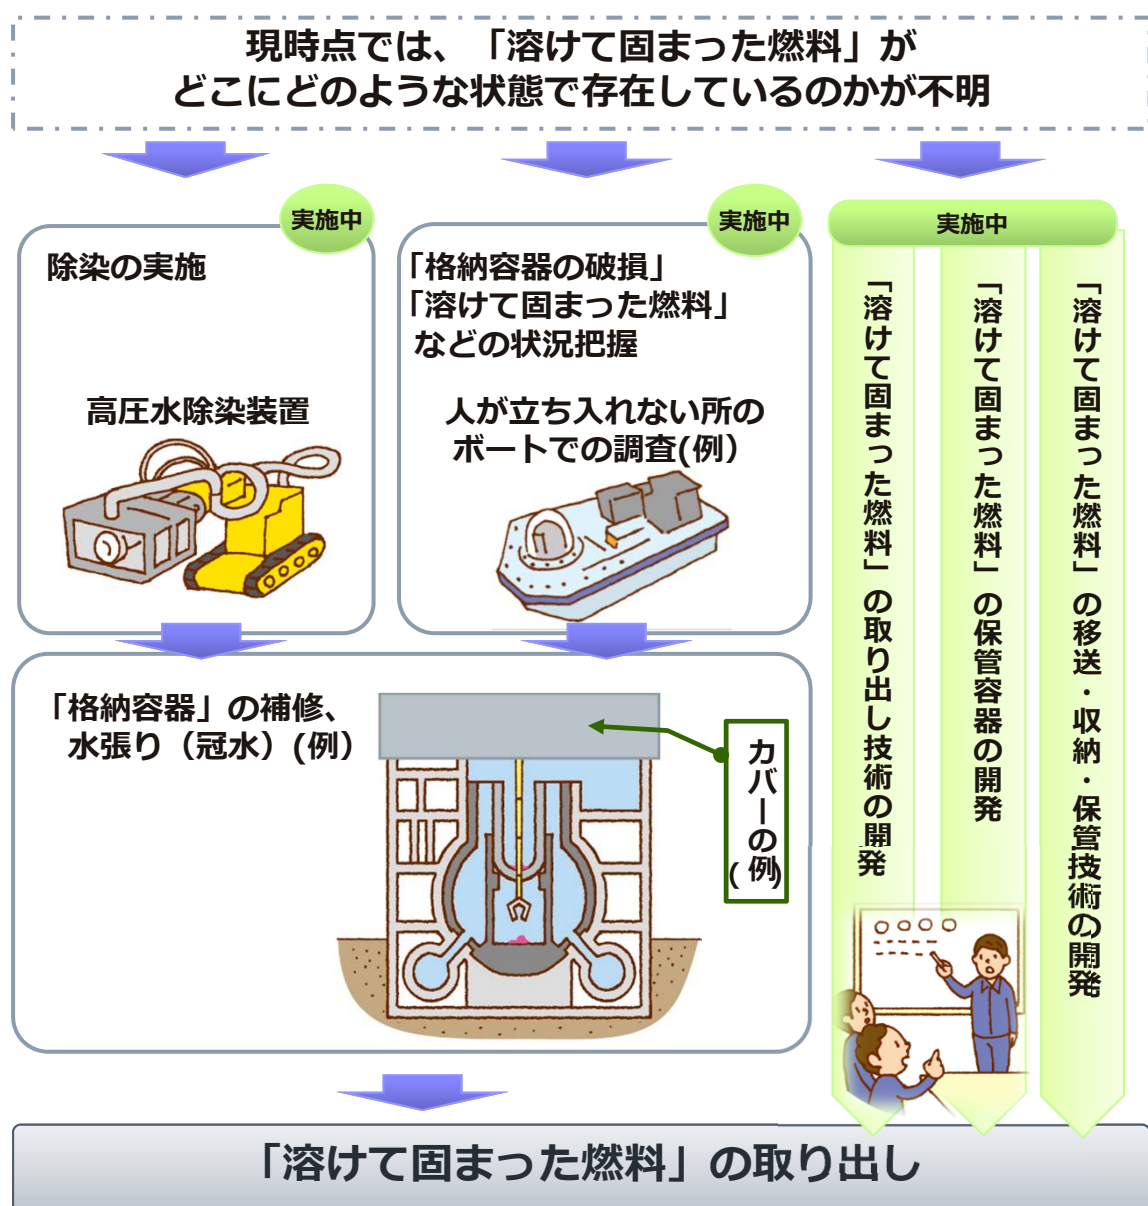 現時点では、「溶けて固まった燃料」が
どこにどのような状態で存在しているのかが不明
実施中
除染の実施
高圧水除染装置
実施中
「格納容器の破損」
「溶けて固まった燃料」
などの状況把握
人が立ち入れない所の
ボートでの調査(例）
実施中
「溶けて固まった燃料」の取り出し技術の開発
「溶けて固まった燃料」の保管容器の開発
「溶けて固まった燃料」の移送・収納・保管技術の開発
「格納容器」の補修、
水張り（冠水）(例）
カバーの
(例)
「溶けて固まった燃料」の取り出し